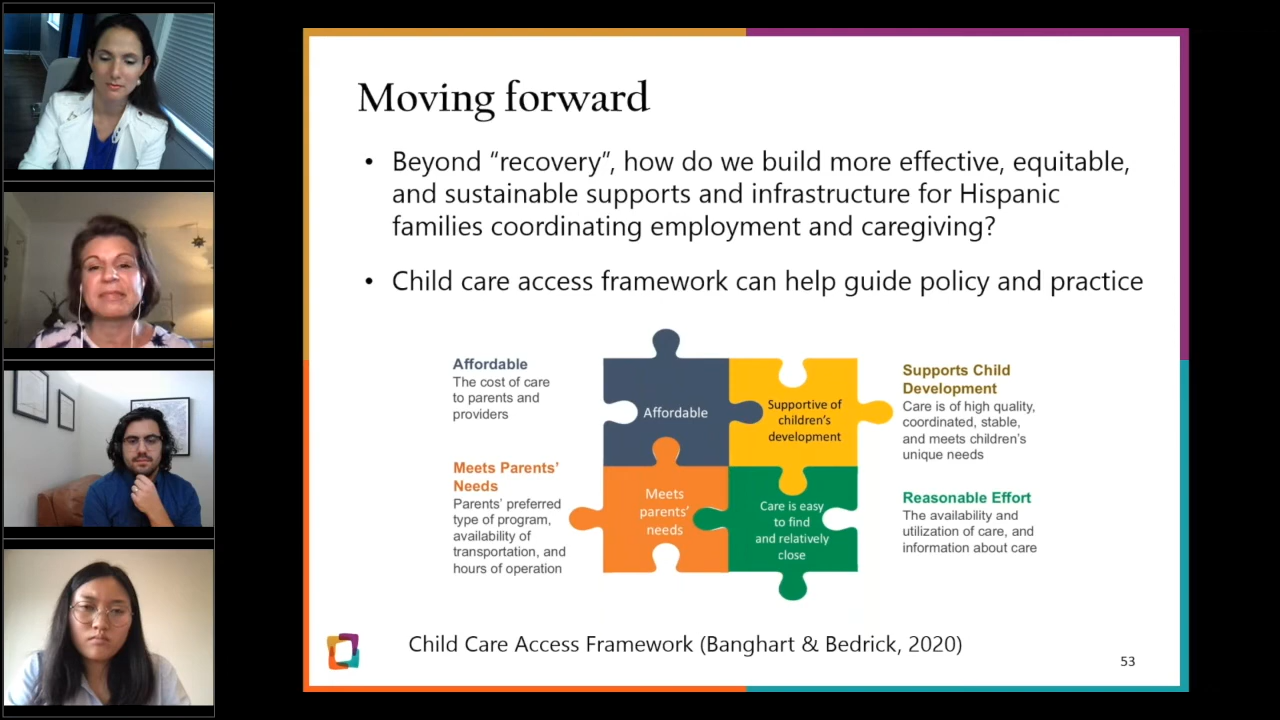 Moving forward
• Beyond “recovery”, how do we build more effective, equitable,
and sustainable supports and infrastructure for Hispanic
families coordinating employment and caregiving?
• Child care access framework can help guide policy and practice
Affordable
The cost of care
to parents and
providers
Meets Parents’
Needs
Parents’ preferred
type of program,
availability of
transportation, and
hours of operation
Affordable
Supportive of
children’s
development
Meets
parents’
needs
Care is easy
to find
and relatively
close
Supports Child
Development
Care is of high quality,
coordinated, stable,
and meets children’s
unique needs
Reasonable Effort
The availability and
utilization of care, and
information about care
Child Care Access Framework (Banghart & Bedrick, 2020)
53